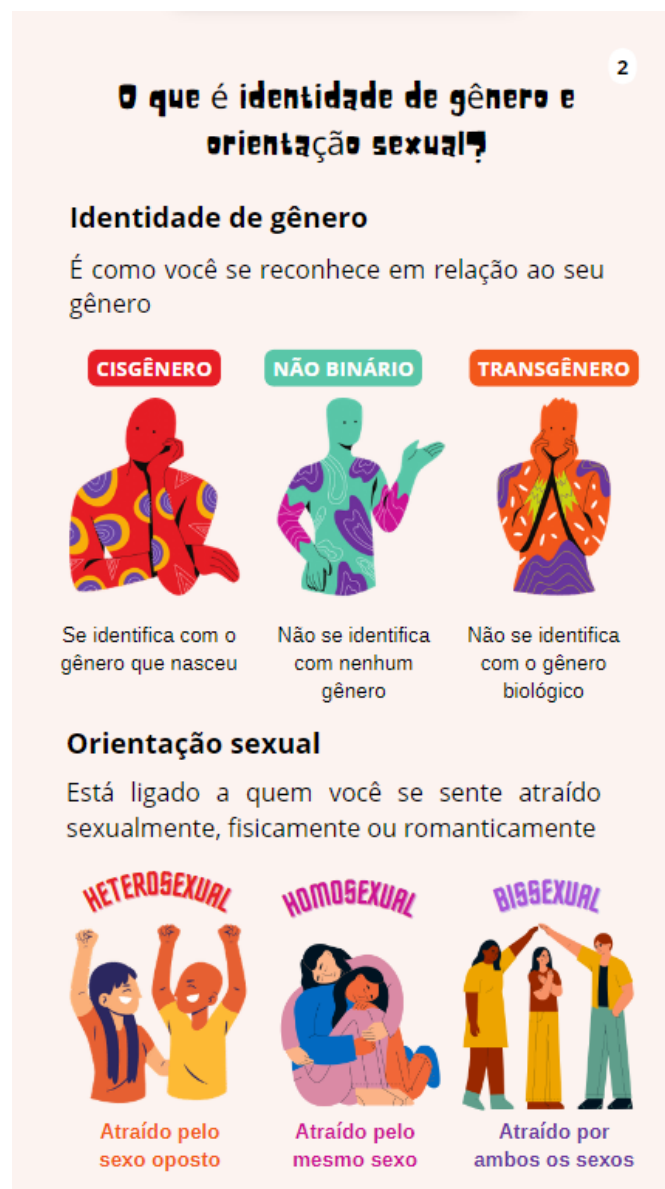 2
O que é identidade de gênero e
orientação sexual?
Identidade de gênero
É como você se reconhece em relação ao seu
gênero
CISGÊNERO
NÃO BINÁRIO
TRANSGÊNERO
Se identifica com o
gênero que nasceu
Não se identifica
com nenhum
gênero
Não se identifica
com o gênero
biológico
Orientação sexual
Está ligado a quem você se sente atraído
sexualmente, fisicamente ou romanticamente
HETEROSEXUAL
HOMOSEXUAL
BISSEXUAL
Atraído pelo
sexo oposto
Atraído pelo
mesmo sexo
Atraído por
ambos os sexos